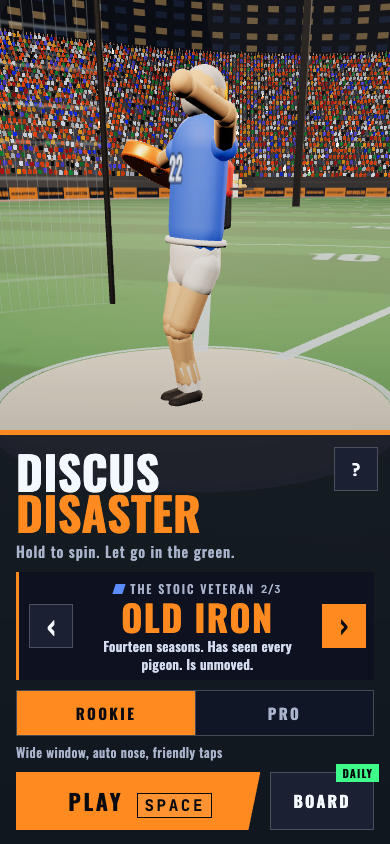 22
10
DISCUS
DISASTER
?
Hold to spin. Let go in the green.
THE STOIC VETERAN 2/3
‹ OLD IRON ›
Fourteen seasons. Has seen every
pigeon. Is unmoved.
ROOKIE PRO
Wide window, auto nose, friendly taps
DAILY
PLAY SPACE BOARD